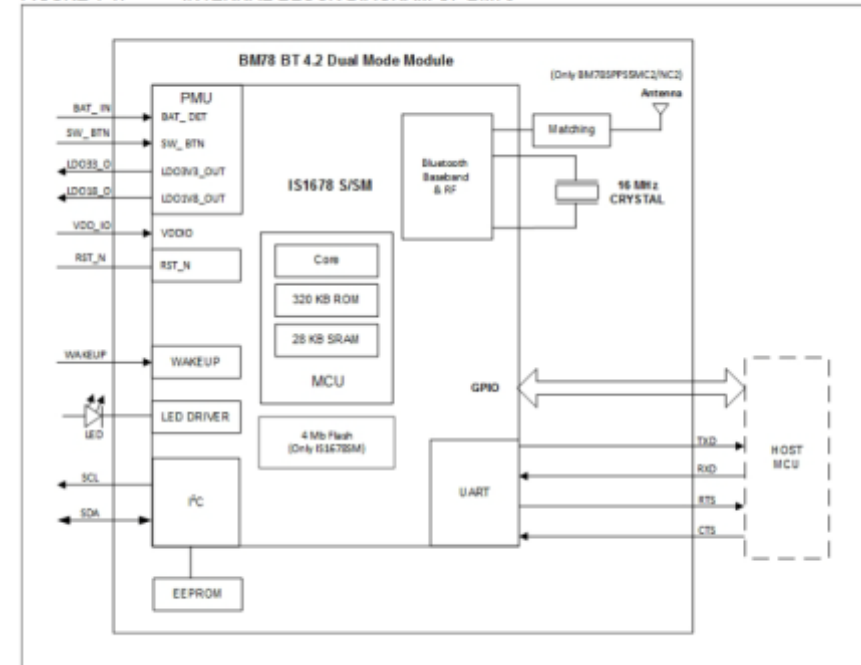 BM78 BT 4.2 Dual Mode Module
(Only BM78SPPS5MC2/NC2)
Antenna
PMU
BAT_IN
BAT_DET
SW_BTN
SW_BTN
LDO33_O
LDO3V3_OUT
LDO18_O
LDO1V8_OUT
VDD_IO
VDDIO
RST_N
RST_N
WAKEUP
WAKEUP
LED
LED DRIVER
SCL
SDA
I²C
EEPROM
IS1678 S/SM
Core
320 KB ROM
28 KB SRAM
MCU
4 Mb Flash
(Only IS1678SM)
Bluetooth
Baseband
& RF
Matching
16 MHz
CRYSTAL
GPIO
UART
TXD
RXD
RTS
CTS
HOST
MCU